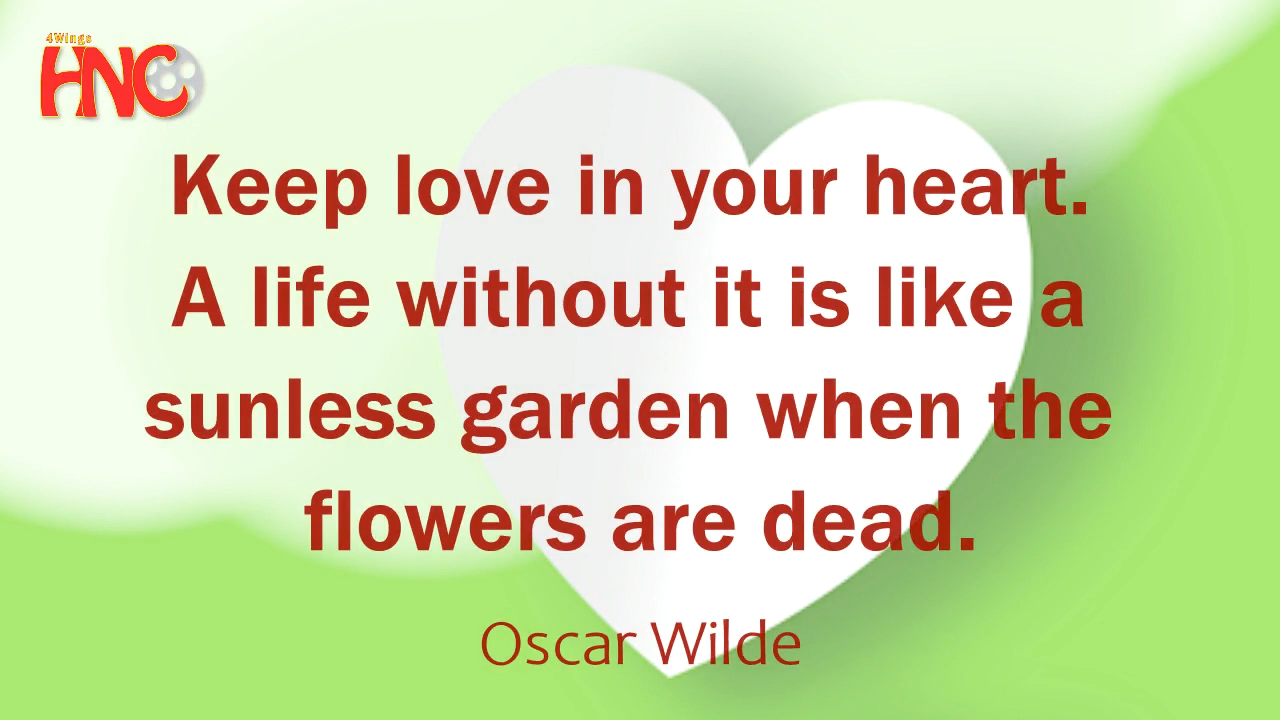 4Wings
HNC
Keep love in your heart.
A life without it is like a
sunless garden when the
flowers are dead.
Oscar Wilde